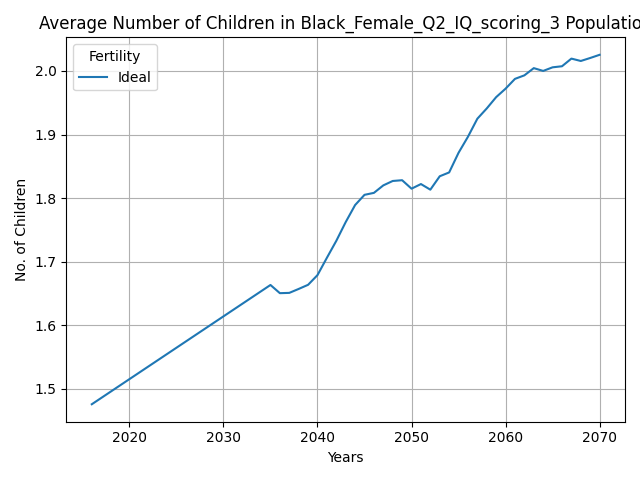 Average Number of Children in Black_Female_Q2_IQ_scoring_3 Populatio
Fertility
Ideal
2.0
1.9
1.8
1.7
1.6
1.5
No. of Children
2020 2030 2040 2050 2060 2070
Years